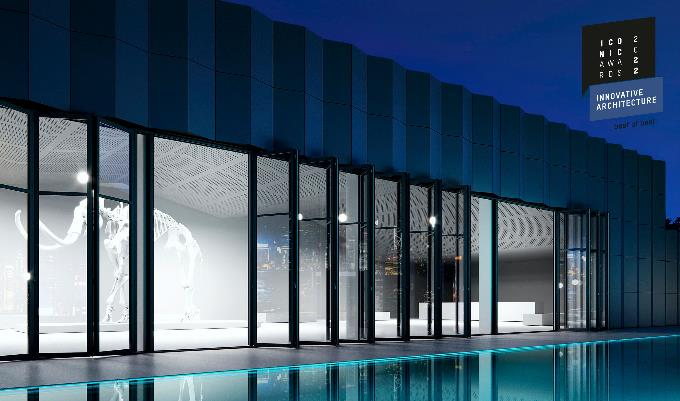 ICO
NIC
AWA
RDS
2
0
2
2
INNOVATIVE
ARCHITECTURE
best of best